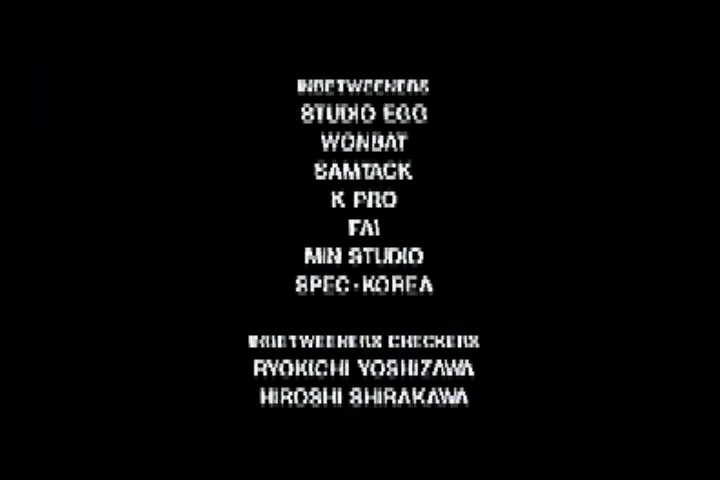 INBETWEENERS
STUDIO EGG
WONBAT
SAMTACK
K PRO
FAI
MIN STUDIO
SPEC·KOREA
INBETWEENERS CHECKERS
RYOKICHI YOSHIZAWA
HIROSHI SHIRAKAWA